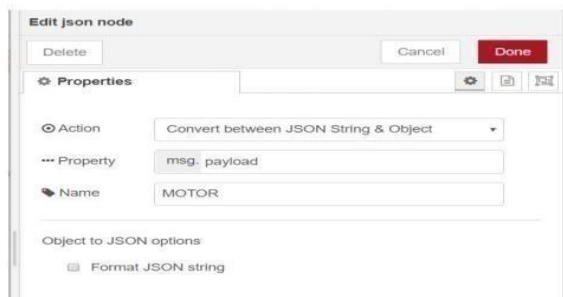 Edit json node
Delete Cancel Done
Properties
Action Convert between JSON String & Object
Property msg. payload
Name MOTOR
Object to JSON options
Format JSON string